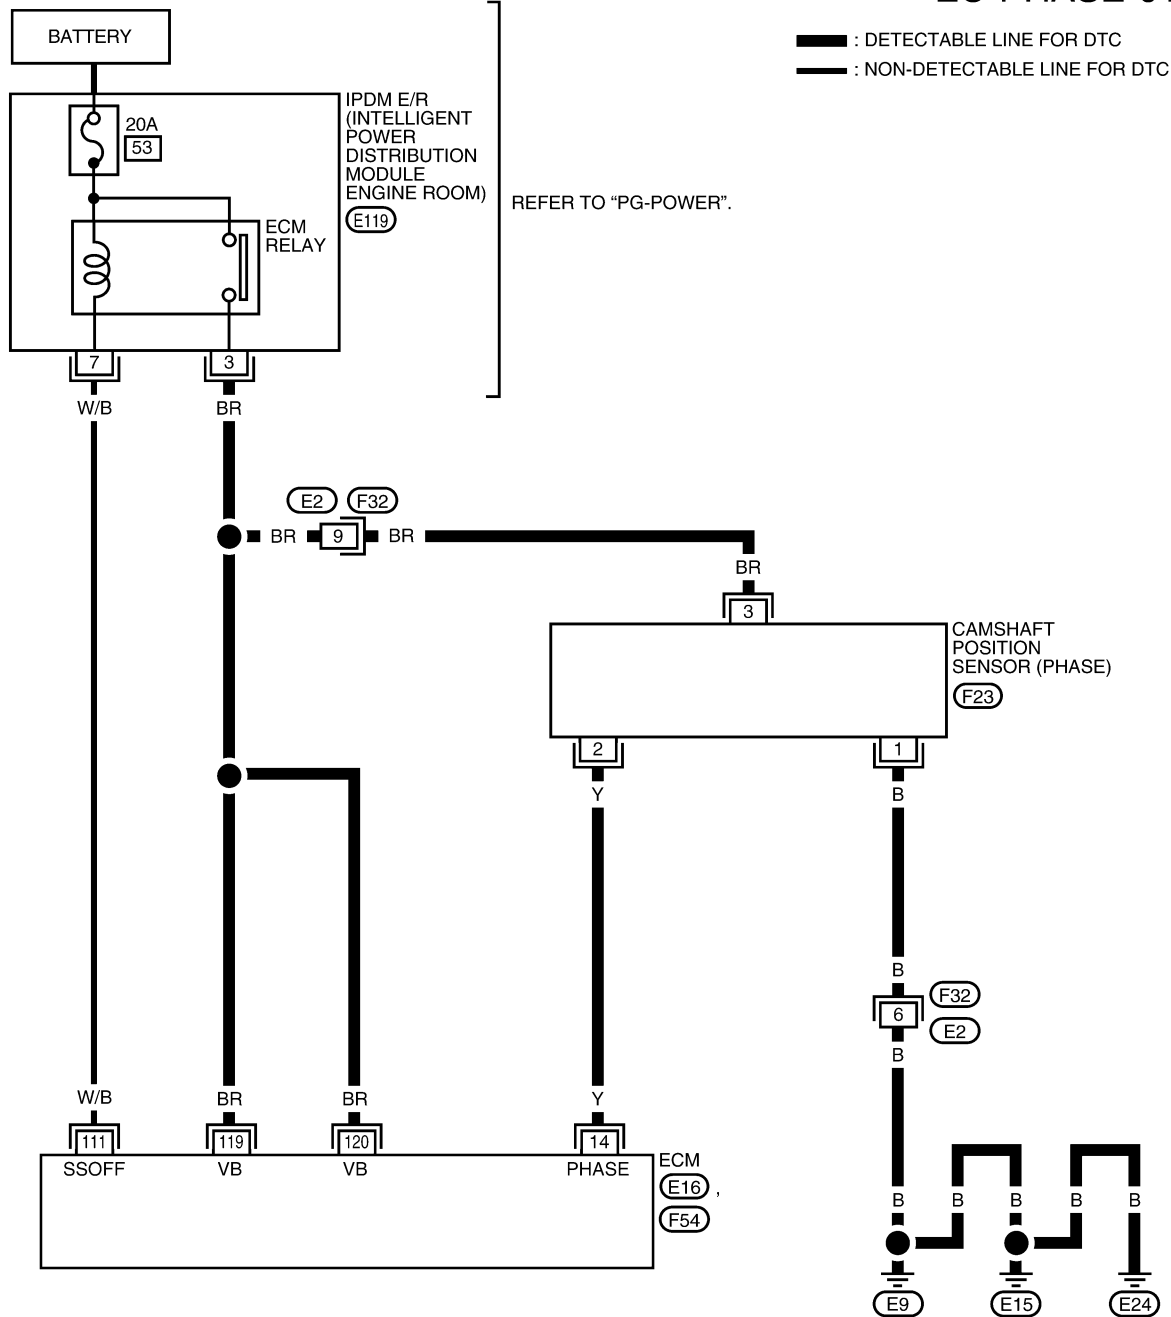 BATTERY
: DETECTABLE LINE FOR DTC
: NON-DETECTABLE LINE FOR DTC
20A
53
IPDM E/R
(INTELLIGENT
POWER
DISTRIBUTION
MODULE
ENGINE ROOM)
E119
REFER TO “PG-POWER”.
ECM
RELAY
7
3
W/B
BR
E2
F32
BR
9
BR
BR
3
CAMSHAFT
POSITION
SENSOR (PHASE)
F23
2
1
Y
B
B
F32
6
E2
B
W/B
BR
BR
Y
111
119
120
14
SSOFF
VB
VB
PHASE
ECM
E16 ,
F54
B
B
B
B
B
E9
E15
E24